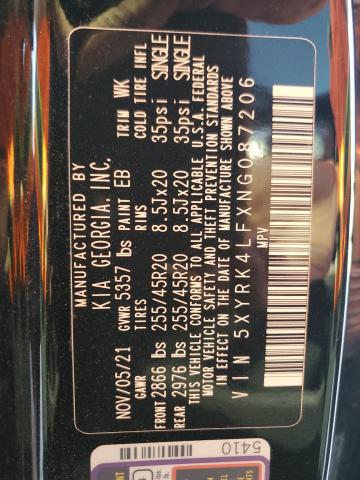 MANUFACTURED BY
KIA GEORGIA, INC.
NOV/05/21 GVWR 5357 lbs PAINT EB TRIM WK
GAWR TIRES RIMS COLD TIRE INFL
FRONT 2866 lbs 255/45R20 8.5Jx20 35psi SINGLE
REAR 2976 lbs 255/45R20 8.5Jx20 35psi SINGLE
THIS VEHICLE CONFORMS TO ALL APPLICABLE U.S.A. FEDERAL
MOTOR VEHICLE SAFETY AND THEFT PREVENTION STANDARDS
IN EFFECT ON THE DATE OF MANUFACTURE SHOWN ABOVE
VIN 5XYRK4LFXNG087206
MPV
5410